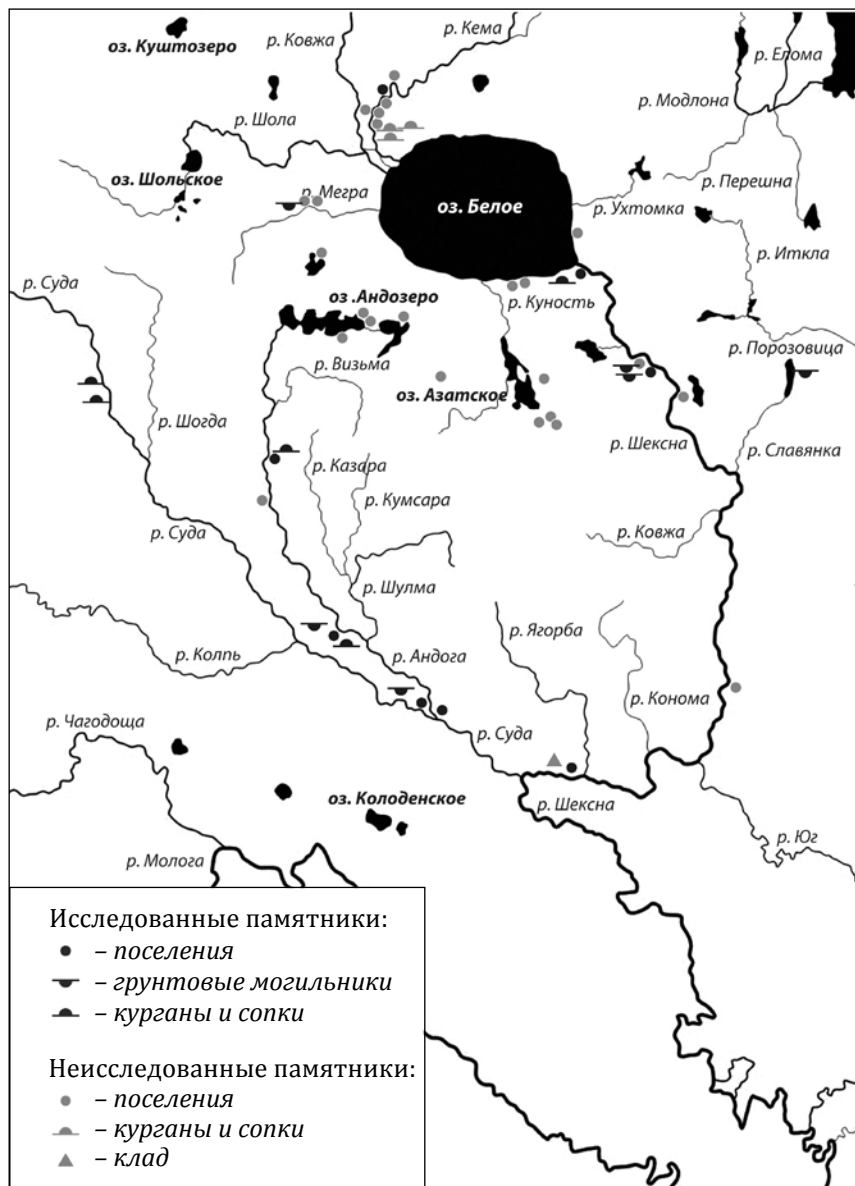 оз. Куштозеро
р. Ковжа
р. Кема
р. Елома
р. Модлона
р. Шола
оз. Шольское
р. Мегра
оз. Белое
р. Перешна
р. Ухтомка
р. Иткла
р. Суда
оз .Андозеро
р. Куность
р. Порозовица
р. Визьма
оз. Азатское
р. Шогда
р. Шексна
р. Славянка
р. Казара
р. Кумсара
р. Суда
р. Ковжа
р. Шулма
р. Ягорба
р. Колпь
р. Андога
р. Конома
р. Чагодоща
р. Суда
оз. Колоденское
р. Шексна
р. Юг
р. Молога
Исследованные памятники:
– поселения
– грунтовые могильники
– курганы и сопки
Неисследованные памятники:
– поселения
– курганы и сопки
– клад